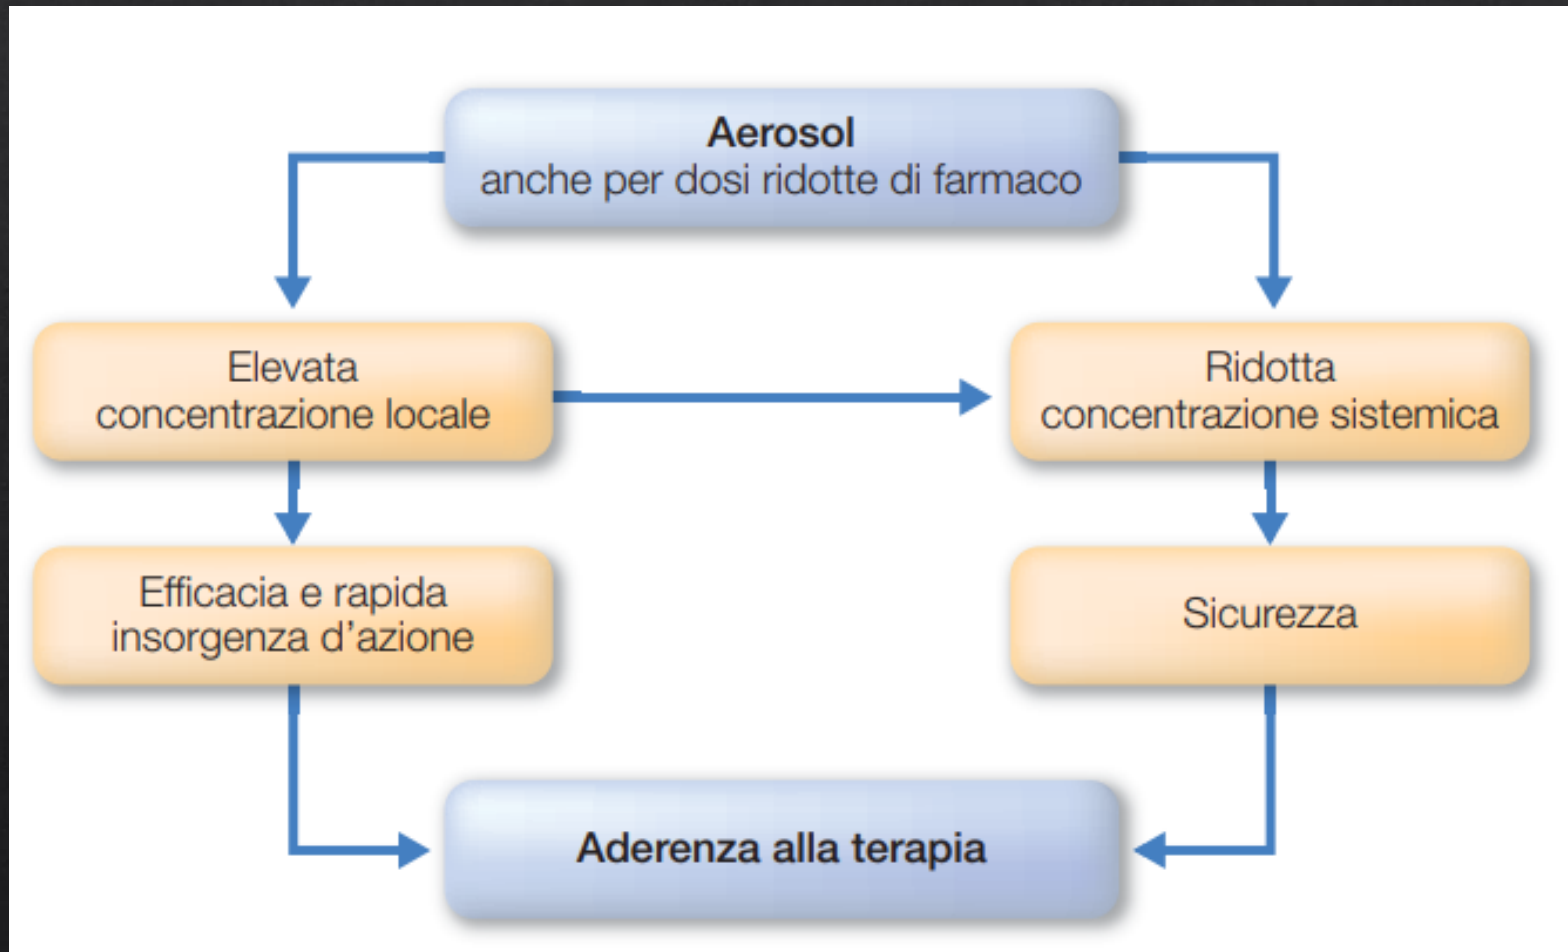 Aerosol
anche per dosi ridotte di farmaco
Elevata
concentrazione locale
Ridotta
concentrazione sistemica
Efficacia e rapida
insorgenza d’azione
Sicurezza
Aderenza alla terapia